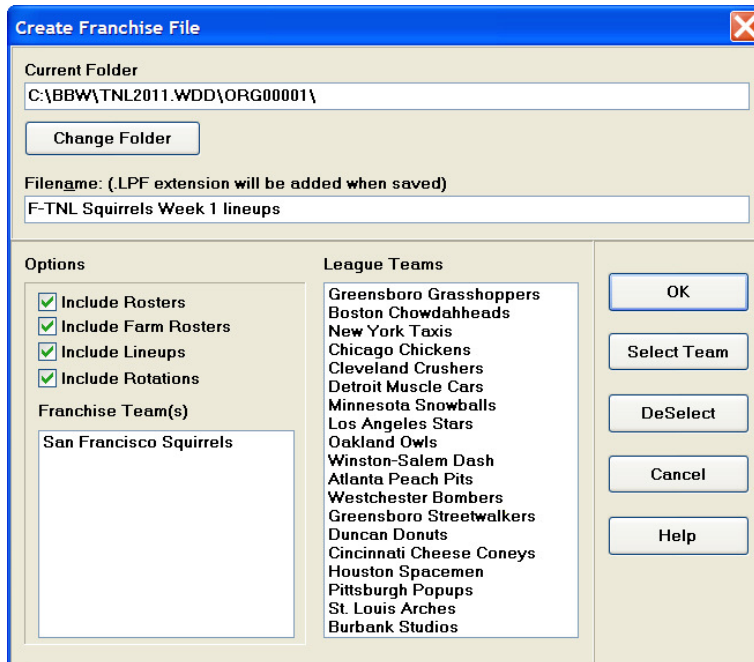 Create Franchise File
Current Folder
C:\BBW\TNL2011.WDD\ORG00001\
Change Folder
Filename: (.LPF extension will be added when saved)
F-TNL Squirrels Week 1 lineups
Options
Include Rosters
Include Farm Rosters
Include Lineups
Include Rotations
Franchise Team(s)
San Francisco Squirrels
League Teams
Greensboro Grasshoppers
Boston Chowdahheads
New York Taxis
Chicago Chickens
Cleveland Crushers
Detroit Muscle Cars
Minnesota Snowballs
Los Angeles Stars
Oakland Owls
Winston-Salem Dash
Atlanta Peach Pits
Westchester Bombers
Greensboro Streetwalkers
Duncan Donuts
Cincinnati Cheese Coneys
Houston Spacemen
Pittsburgh Popups
St. Louis Arches
Burbank Studios
OK
Select Team
DeSelect
Cancel
Help